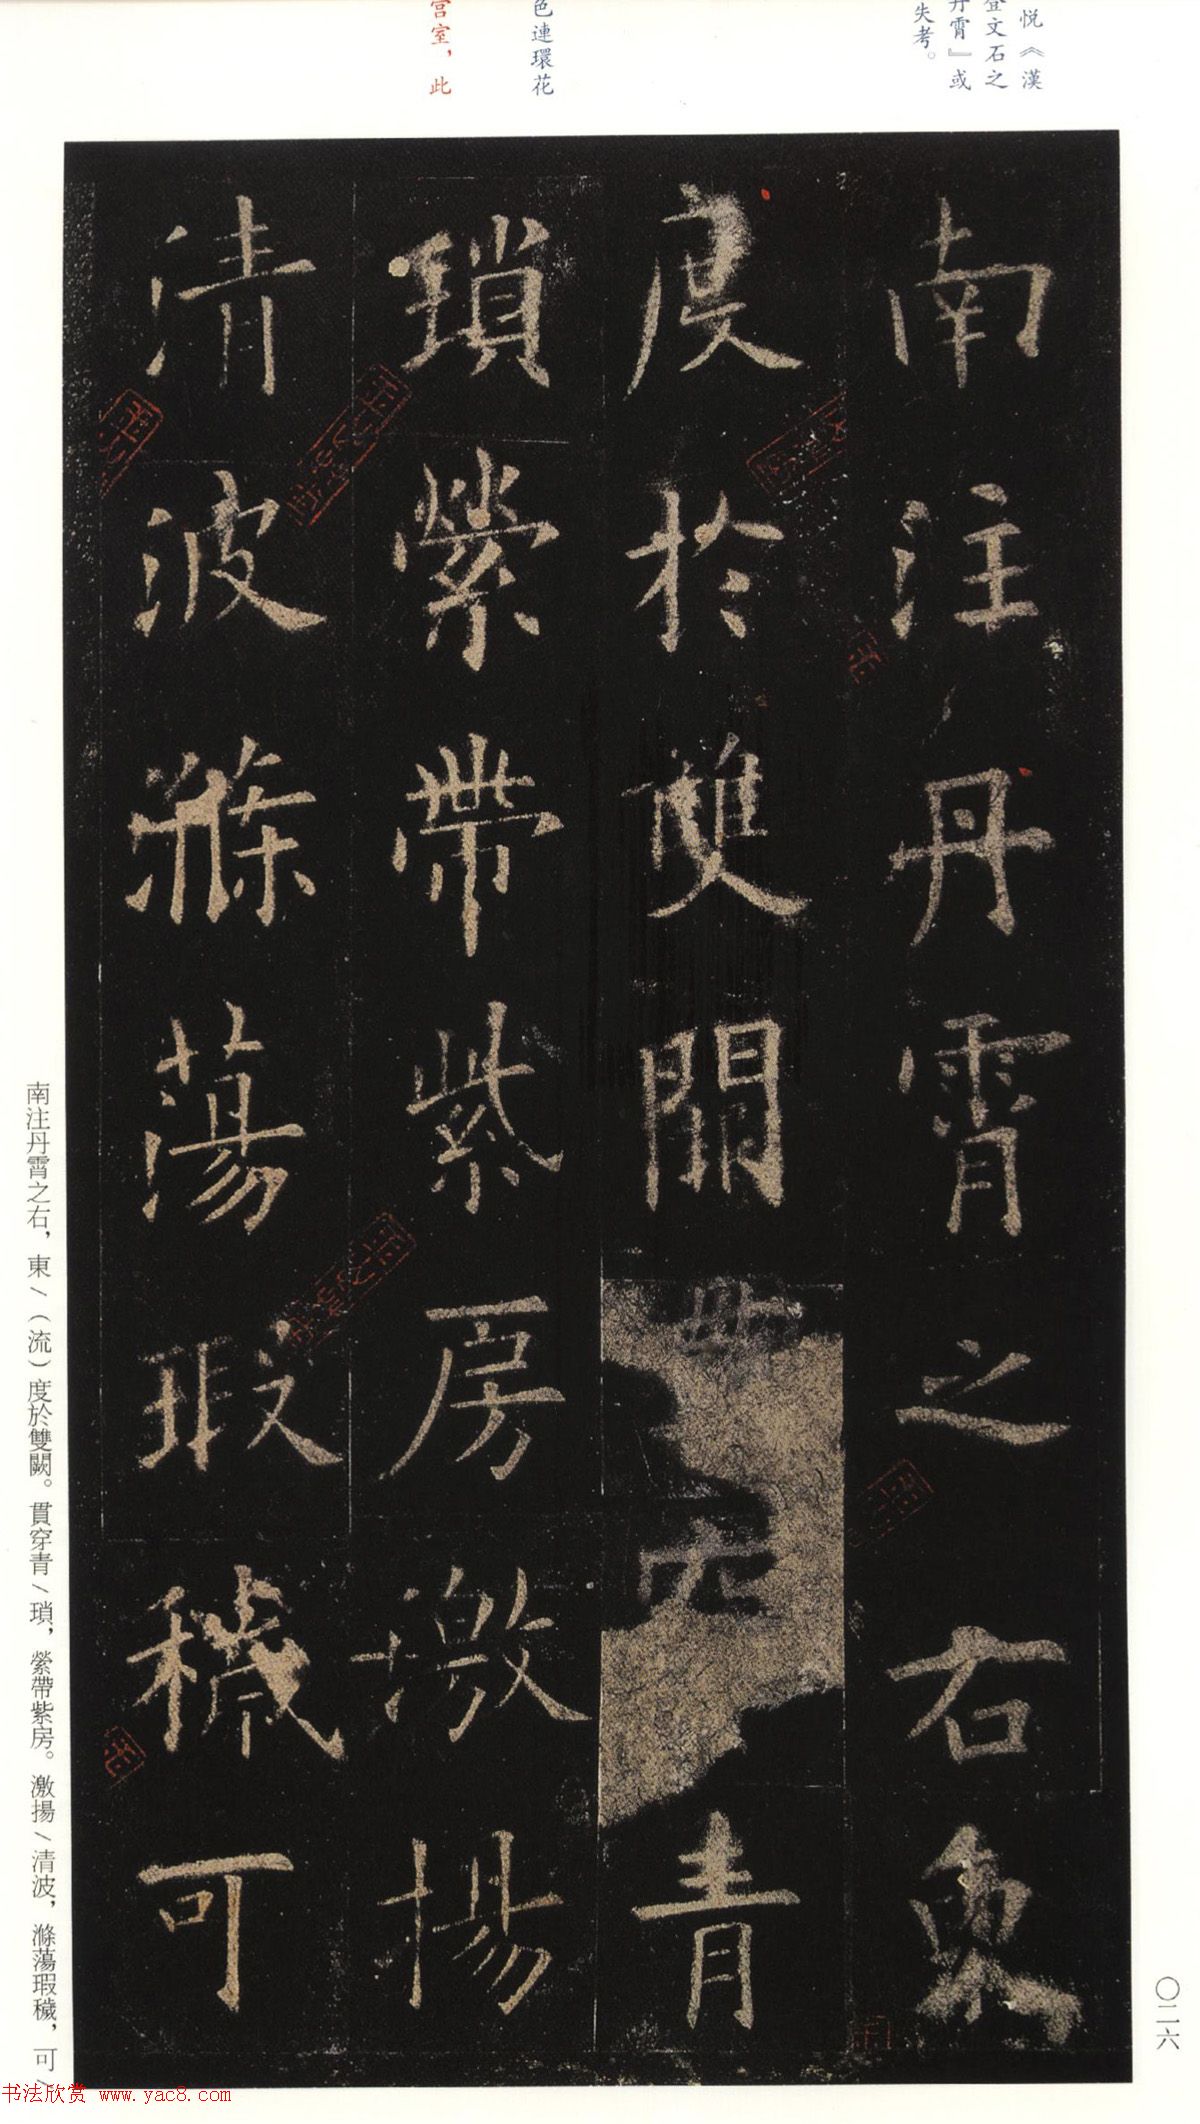 悅《漢
登文石之
丹霄』或
失考。
色連環花
宮室，此
南注丹霄之右東
度於雙闕貫穿青
瑣縈帶紫房激揚
清波滌蕩瑕穢可
南注丹霄之右，東/（流）度於雙闕。貫穿青/瑣，縈帶紫房。激揚/清波，滌蕩瑕穢，可/
〇二六
书法欣赏 www.yac8.com